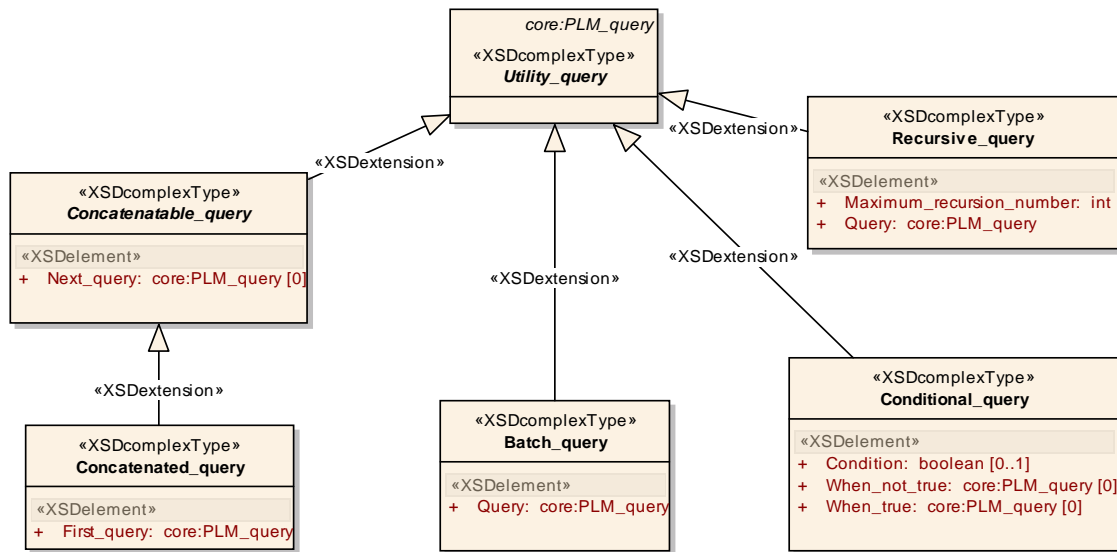 core:PLM_query
«XSDcomplexType»
Utility_query
«XSDcomplexType»
Recursive_query
«XSDelement»
+ Maximum_recursion_number: int
+ Query: core:PLM_query
«XSDextension»
«XSDextension»
«XSDcomplexType»
Concatenatable_query
«XSDelement»
+ Next_query: core:PLM_query [0]
«XSDextension»
«XSDextension»
«XSDextension»
«XSDcomplexType»
Concatenated_query
«XSDelement»
+ First_query: core:PLM_query
«XSDcomplexType»
Batch_query
«XSDelement»
+ Query: core:PLM_query
«XSDcomplexType»
Conditional_query
«XSDelement»
+ Condition: boolean [0..1]
+ When_not_true: core:PLM_query [0]
+ When_true: core:PLM_query [0]